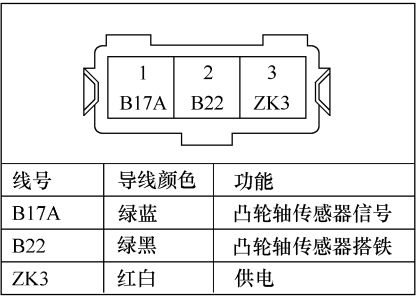 1 2 3
B17A B22 ZK3
线号 导线颜色 功能
B17A 绿蓝 凸轮轴传感器信号
B22 绿黑 凸轮轴传感器搭铁
ZK3 红白 供电